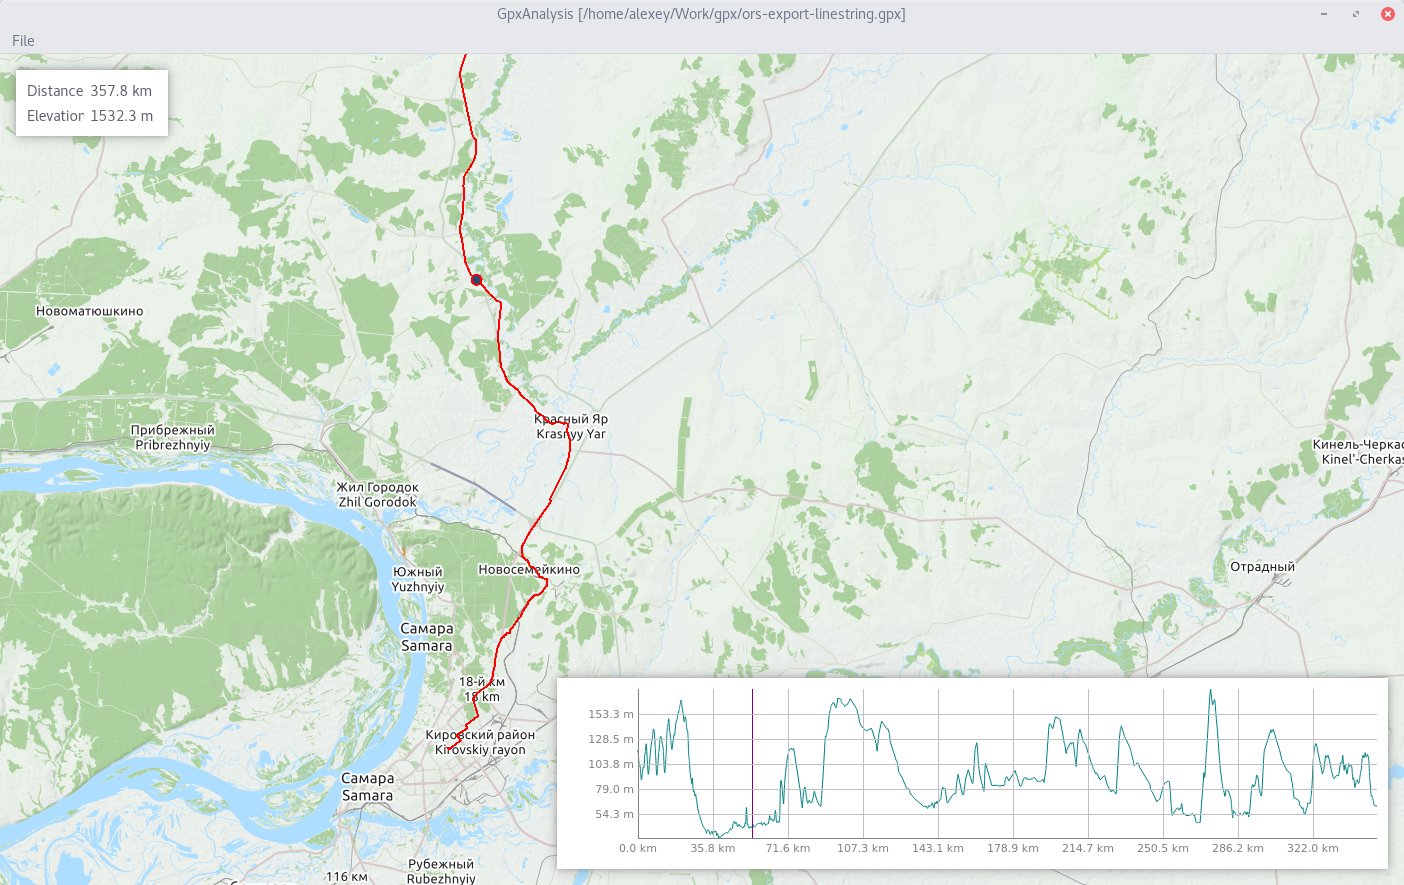 GpxAnalysis [/home/alexey/Work/gpx/ors-export-linestring.gpx]
File
Distance 357.8 km
Elevation 1532.3 m
Новоматюшкино
Прибрежный
Pribrezhnyiy
Красный Яр
Krasnyy Yar
Кинель-Черкас
Kinel'-Cherkas
Жил Городок
Zhil Gorodok
Южный
Yuzhnyiy
Новосемейкино
Отрадный
Самара
Samara
18-й км
18 km
Кировский район
Kirovskiy rayon
Самара
Samara
Рубежный
Rubezhnyiy
116 км
153.3 m
128.5 m
103.8 m
79.0 m
54.3 m
0.0 km 35.8 km 71.6 km 107.3 km 143.1 km 178.9 km 214.7 km 250.5 km 286.2 km 322.0 km